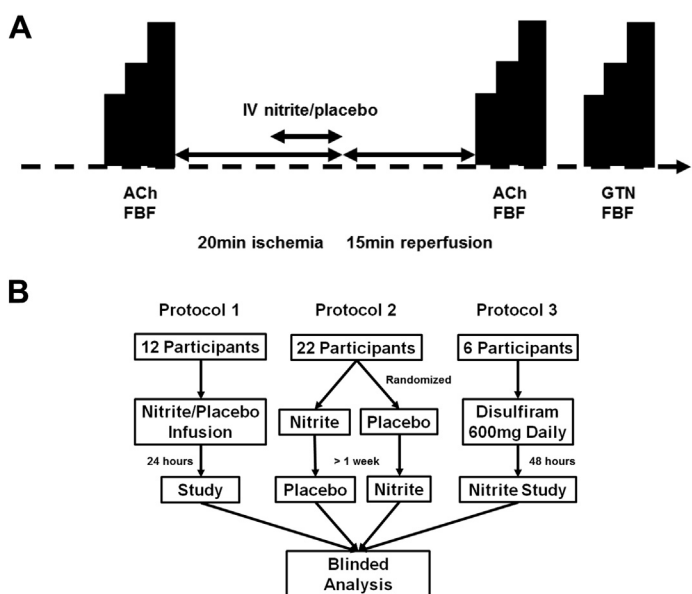 A
IV nitrite/placebo
ACh
FBF
ACh
FBF
GTN
FBF
20min ischemia 15min reperfusion
B
Protocol 1 Protocol 2 Protocol 3
12 Participants 22 Participants 6 Participants
Randomized
Nitrite/Placebo
Infusion
Nitrite Placebo
Disulfiram
600mg Daily
24 hours > 1 week 48 hours
Study Placebo Nitrite Nitrite Study
Blinded
Analysis